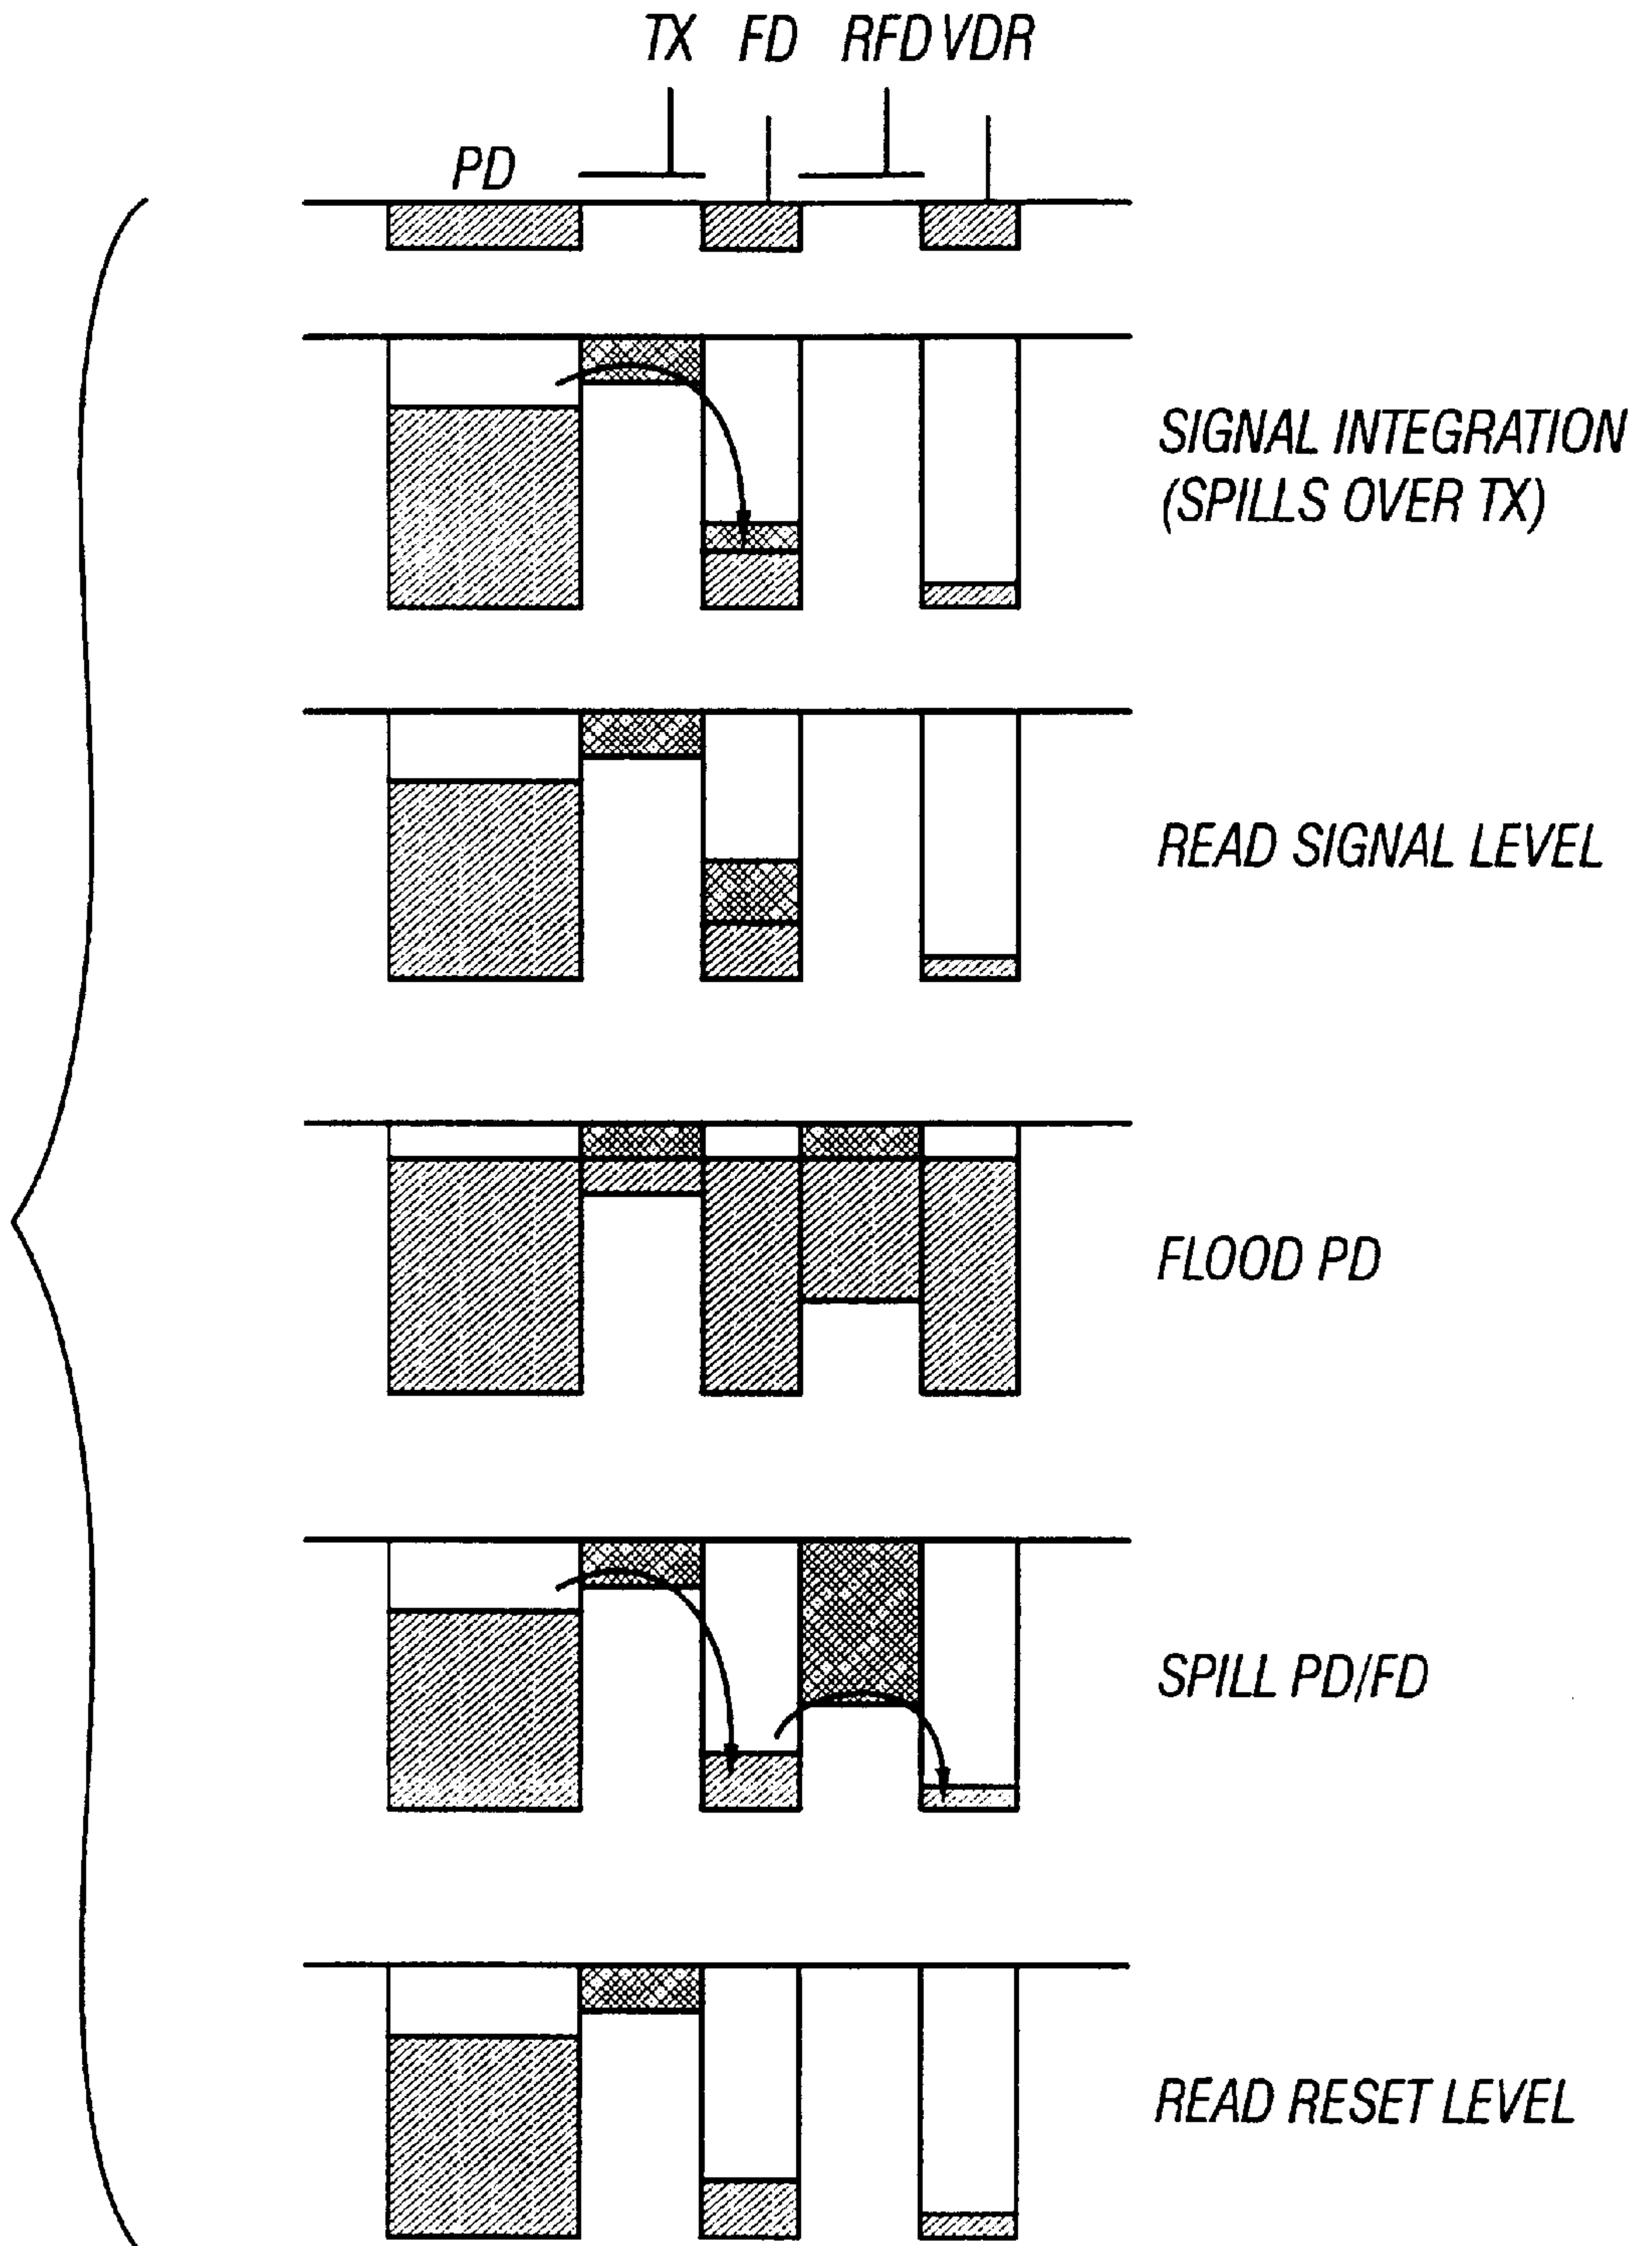 TX FD RFD VDR
PD
SIGNAL INTEGRATION
(SPILLS OVER TX)
READ SIGNAL LEVEL
FLOOD PD
SPILL PD/FD
READ RESET LEVEL